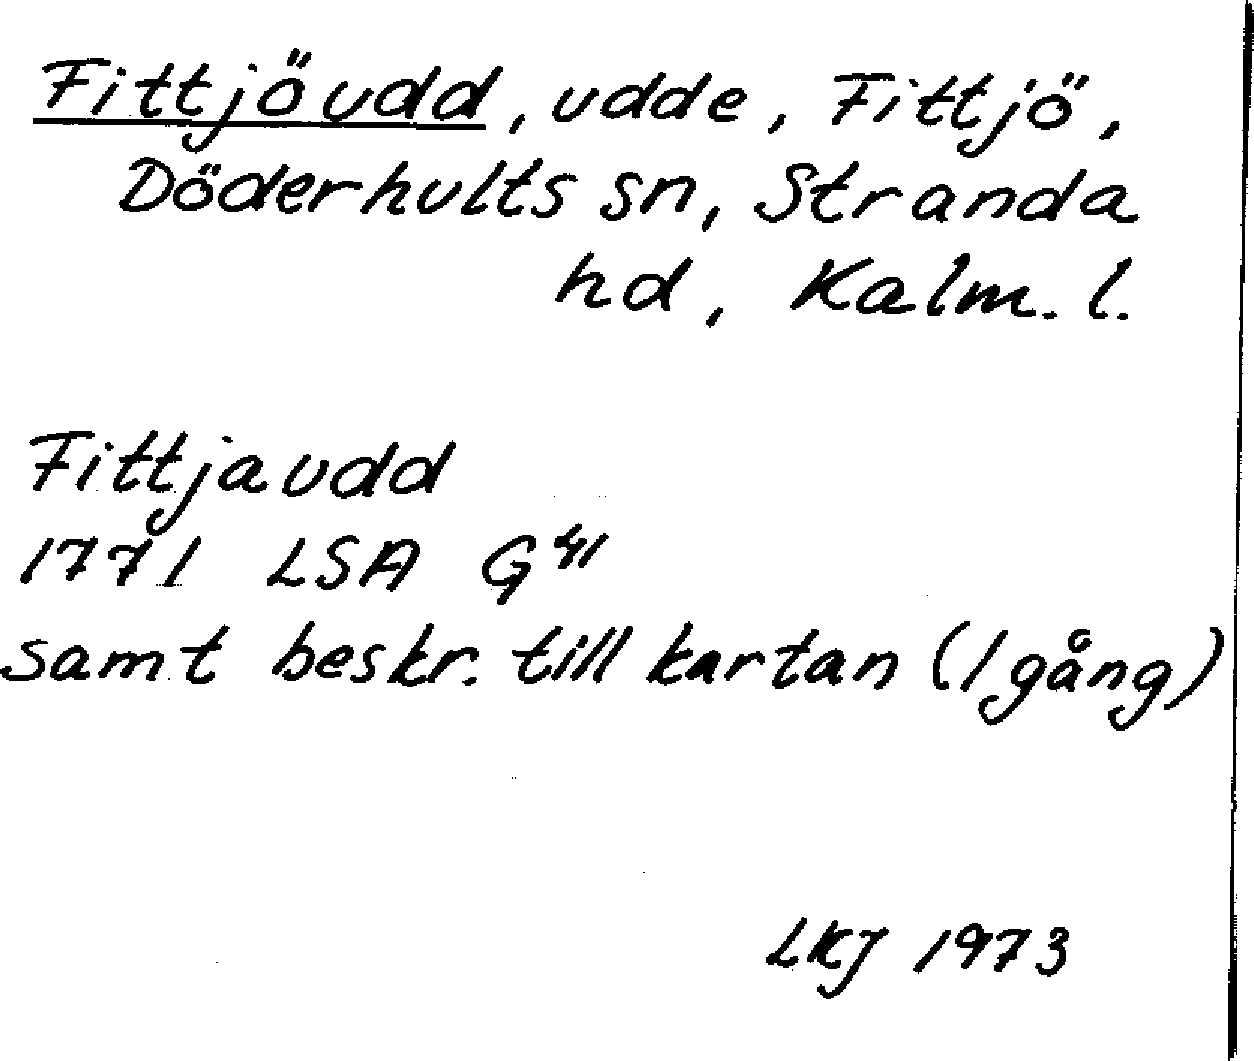 Fittjöudd, udde, Fittjö,
Döderhults sn, Stranda
hd, Kalm. l.
Fittjaudd
1771 LSA G 41
samt beskr. till kartan (1 gång)
LKJ 1973